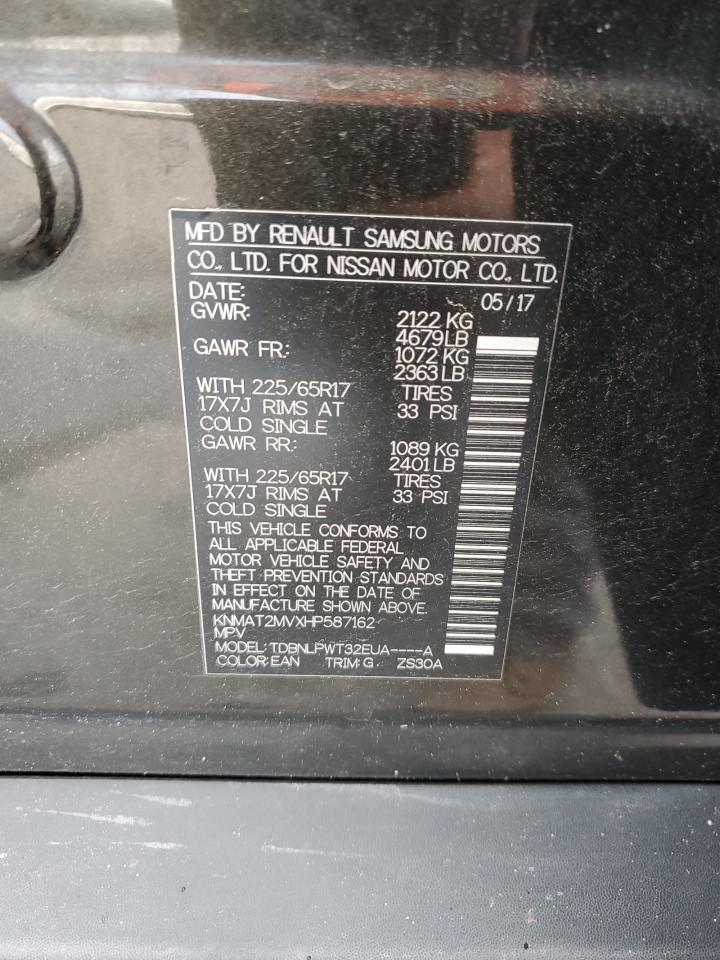 MFD BY RENAULT SAMSUNG MOTORS
CO., LTD. FOR NISSAN MOTOR CO., LTD.
DATE: 05/17
GVWR: 2122 KG
4679 LB
GAWR FR.: 1072 KG
2363 LB
WITH 225/65R17 TIRES
17X7J RIMS AT 33 PSI
COLD SINGLE
GAWR RR.: 1089 KG
2401 LB
WITH 225/65R17 TIRES
17X7J RIMS AT 33 PSI
COLD SINGLE
THIS VEHICLE CONFORMS TO
ALL APPLICABLE FEDERAL
MOTOR VEHICLE SAFETY AND
THEFT PREVENTION STANDARDS
IN EFFECT ON THE DATE OF
MANUFACTURE SHOWN ABOVE.
KNMAT2MVXHP587162
MPV
MODEL: TDBNLPWT32EUA----A
COLOR: EAN TRIM: G ZS30A